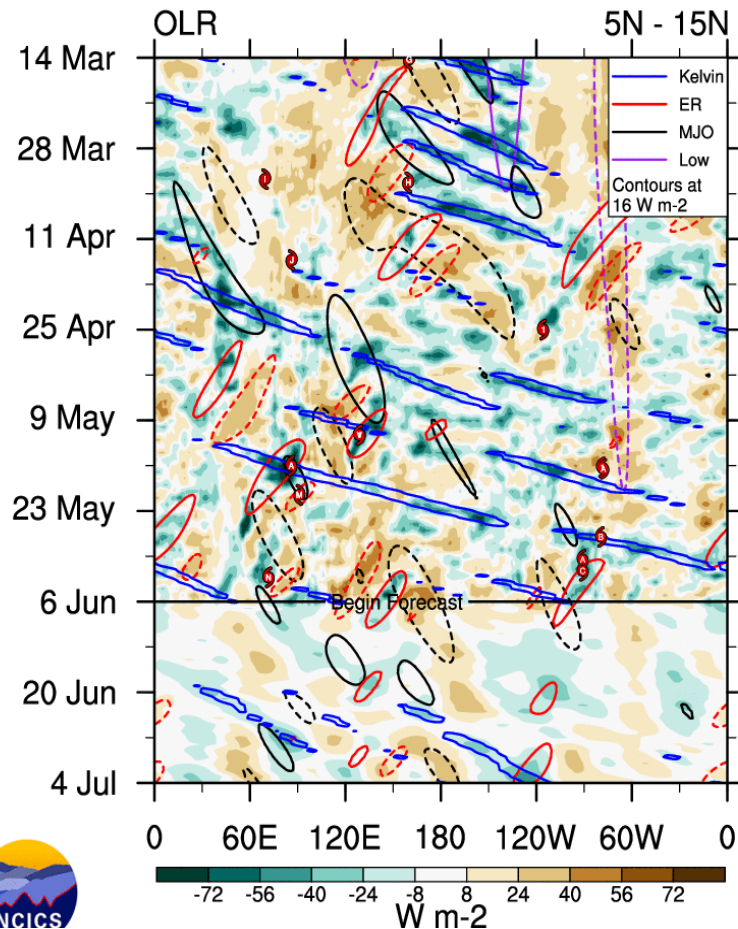 OLR 5N - 15N
14 Mar
28 Mar
11 Apr
25 Apr
9 May
23 May
6 Jun
20 Jun
4 Jul
Kelvin
ER
MJO
Low
Contours at
16 W m-2
G
I
H
J
1
V
A
M
A
B
A
C
N
Begin Forecast
0 60E 120E 180 120W 60W 0
-72 -56 -40 -24 -8 8 24 40 56 72
W m-2
NCICS